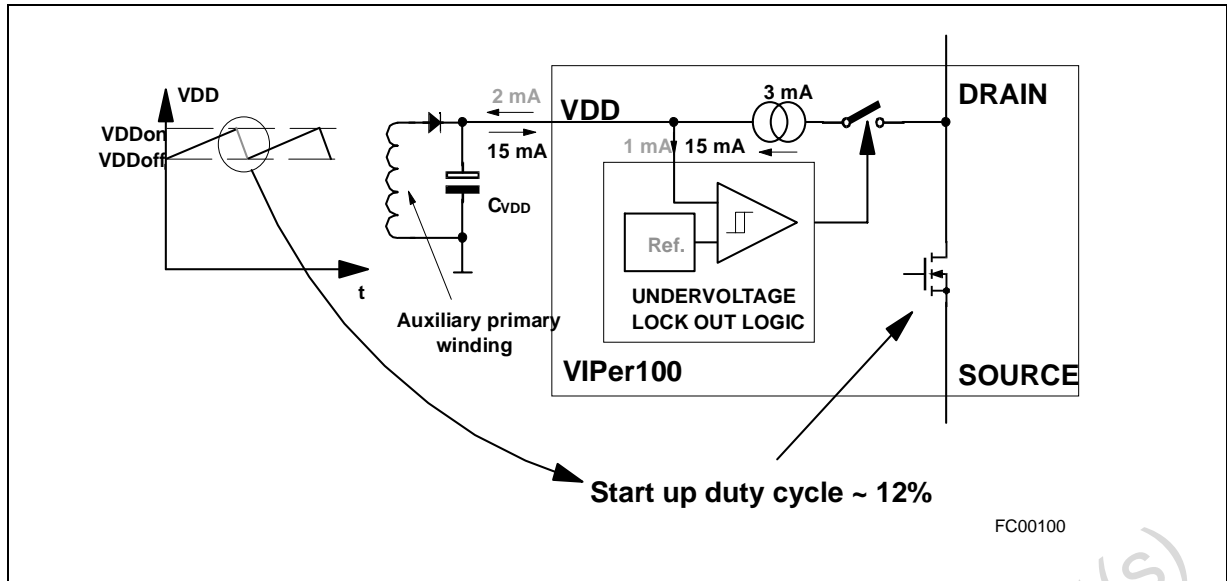 VDD
VDDon
VDDoff
t
2 mA
15 mA
CVDD
Auxiliary primary
winding
VDD
3 mA
DRAIN
1 mA
15 mA
Ref.
UNDERVOLTAGE
LOCK OUT LOGIC
VIPer100
SOURCE
Start up duty cycle ~ 12%
FC00100
(s)